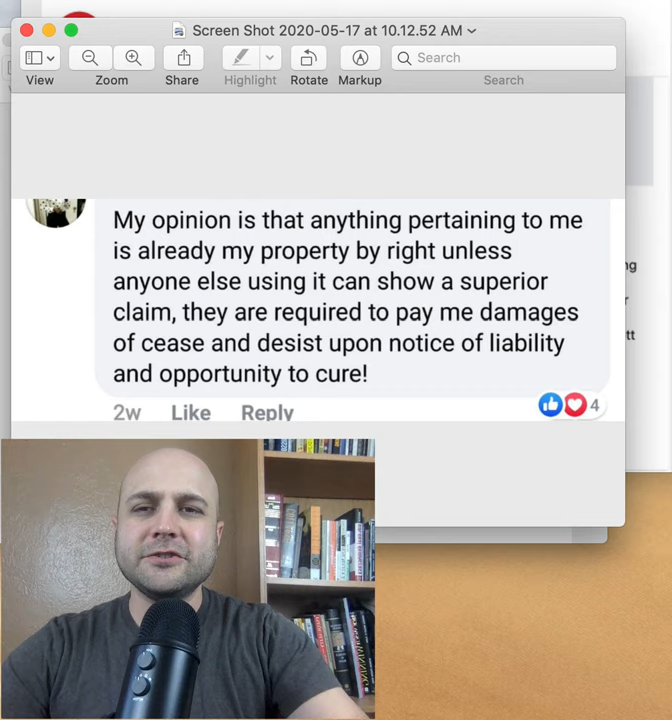 Screen Shot 2020-05-17 at 10.12.52 AM
View
Zoom
Share
Highlight
Rotate
Markup
Search
Search
My opinion is that anything pertaining to me
is already my property by right unless
anyone else using it can show a superior
claim, they are required to pay me damages
of cease and desist upon notice of liability
and opportunity to cure!
2w Like Reply
4
ng
tt